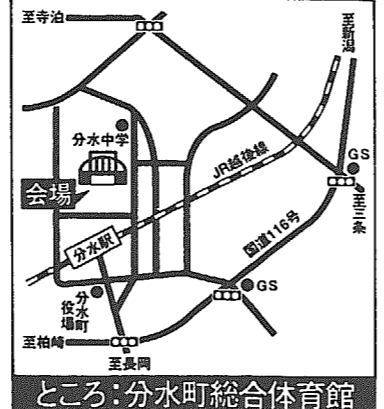 至寺泊
至新潟
分水中学
GS
JR越後線
会場
至三条
国道116号
分水駅
分水町
役場
GS
至柏崎
至長岡
ところ:分水町総合体育館